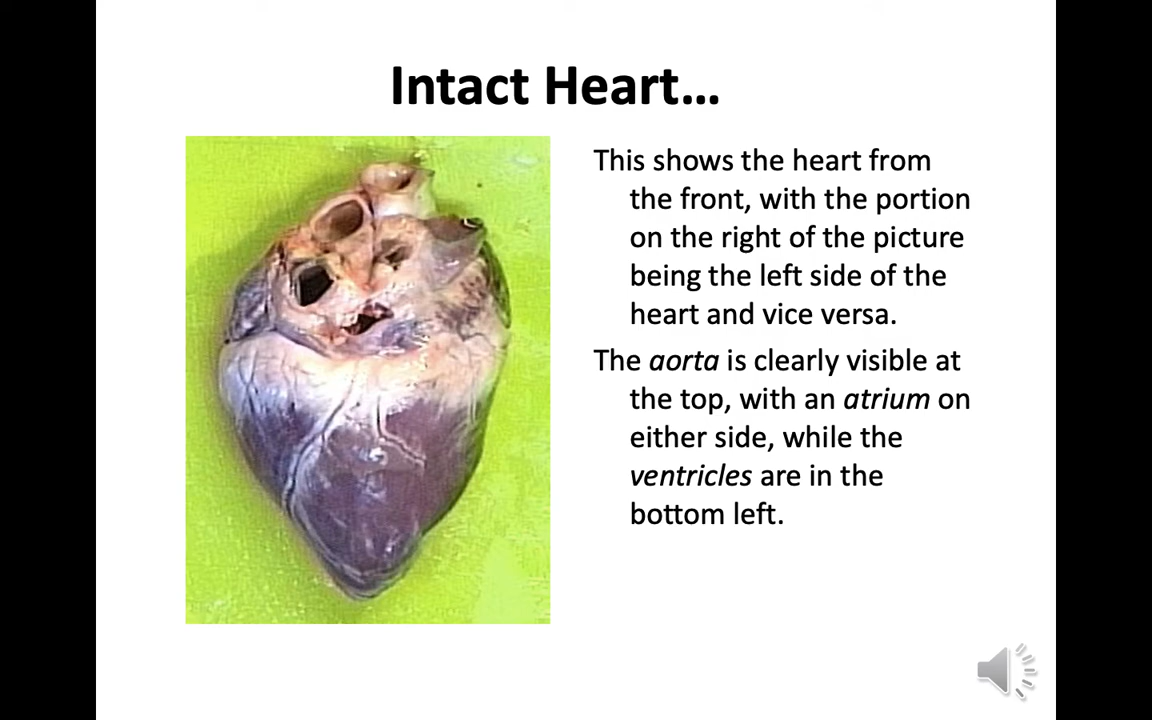 Intact Heart...
This shows the heart from
the front, with the portion
on the right of the picture
being the left side of the
heart and vice versa.
The aorta is clearly visible at
the top, with an atrium on
either side, while the
ventricles are in the
bottom left.